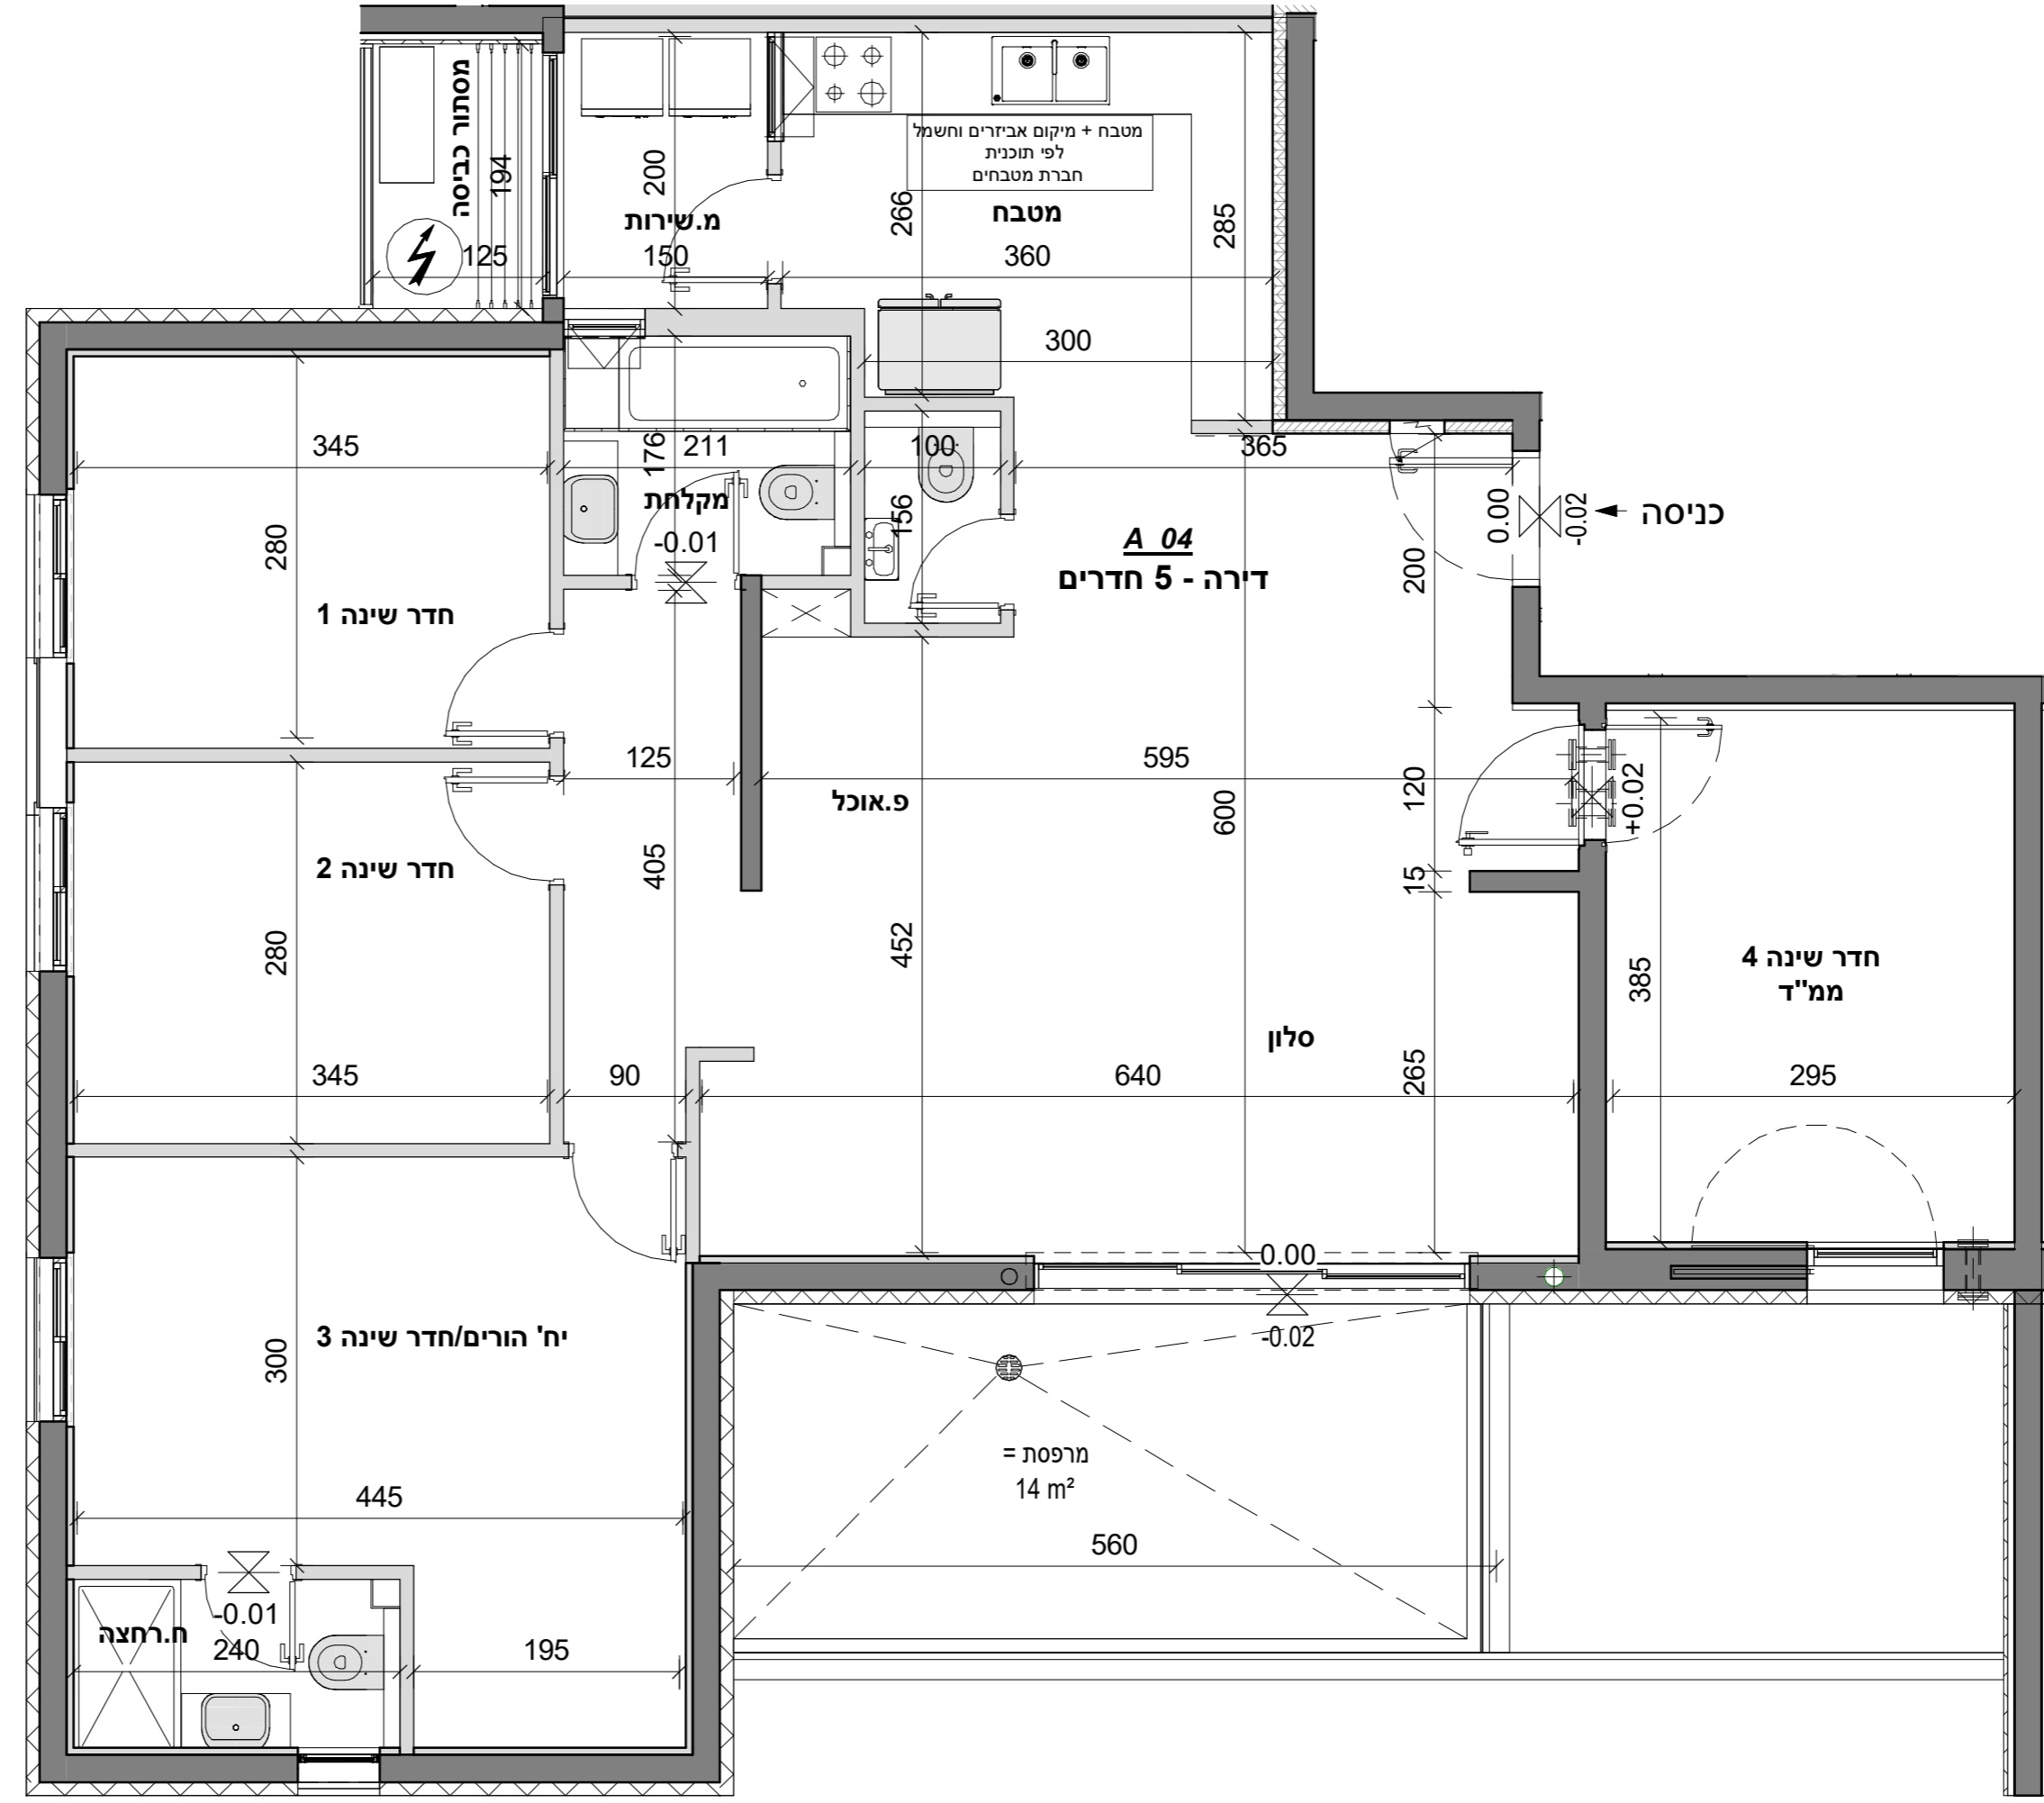 מסתור כביסה
194
125
200
מ.שירות
150
מטבח + מיקום אביזרים וחשמל
לפי תוכנית
חברת מטבחים
מטבח
266
360
285
300
345
176
211
100
365
מקלחת
-0.01
156
A 04
דירה - 5 חדרים
200
0.00
-0.02
כניסה
280
חדר שינה 1
125
595
פ.אוכל
600
120
+0.02
חדר שינה 2
405
15
280
452
חדר שינה 4
ממ"ד
385
סלון
345
90
640
265
295
0.00
-0.02
יח' הורים/חדר שינה 3
300
מרפסת =
14 m²
445
560
-0.01
ח.רחצה
240
195